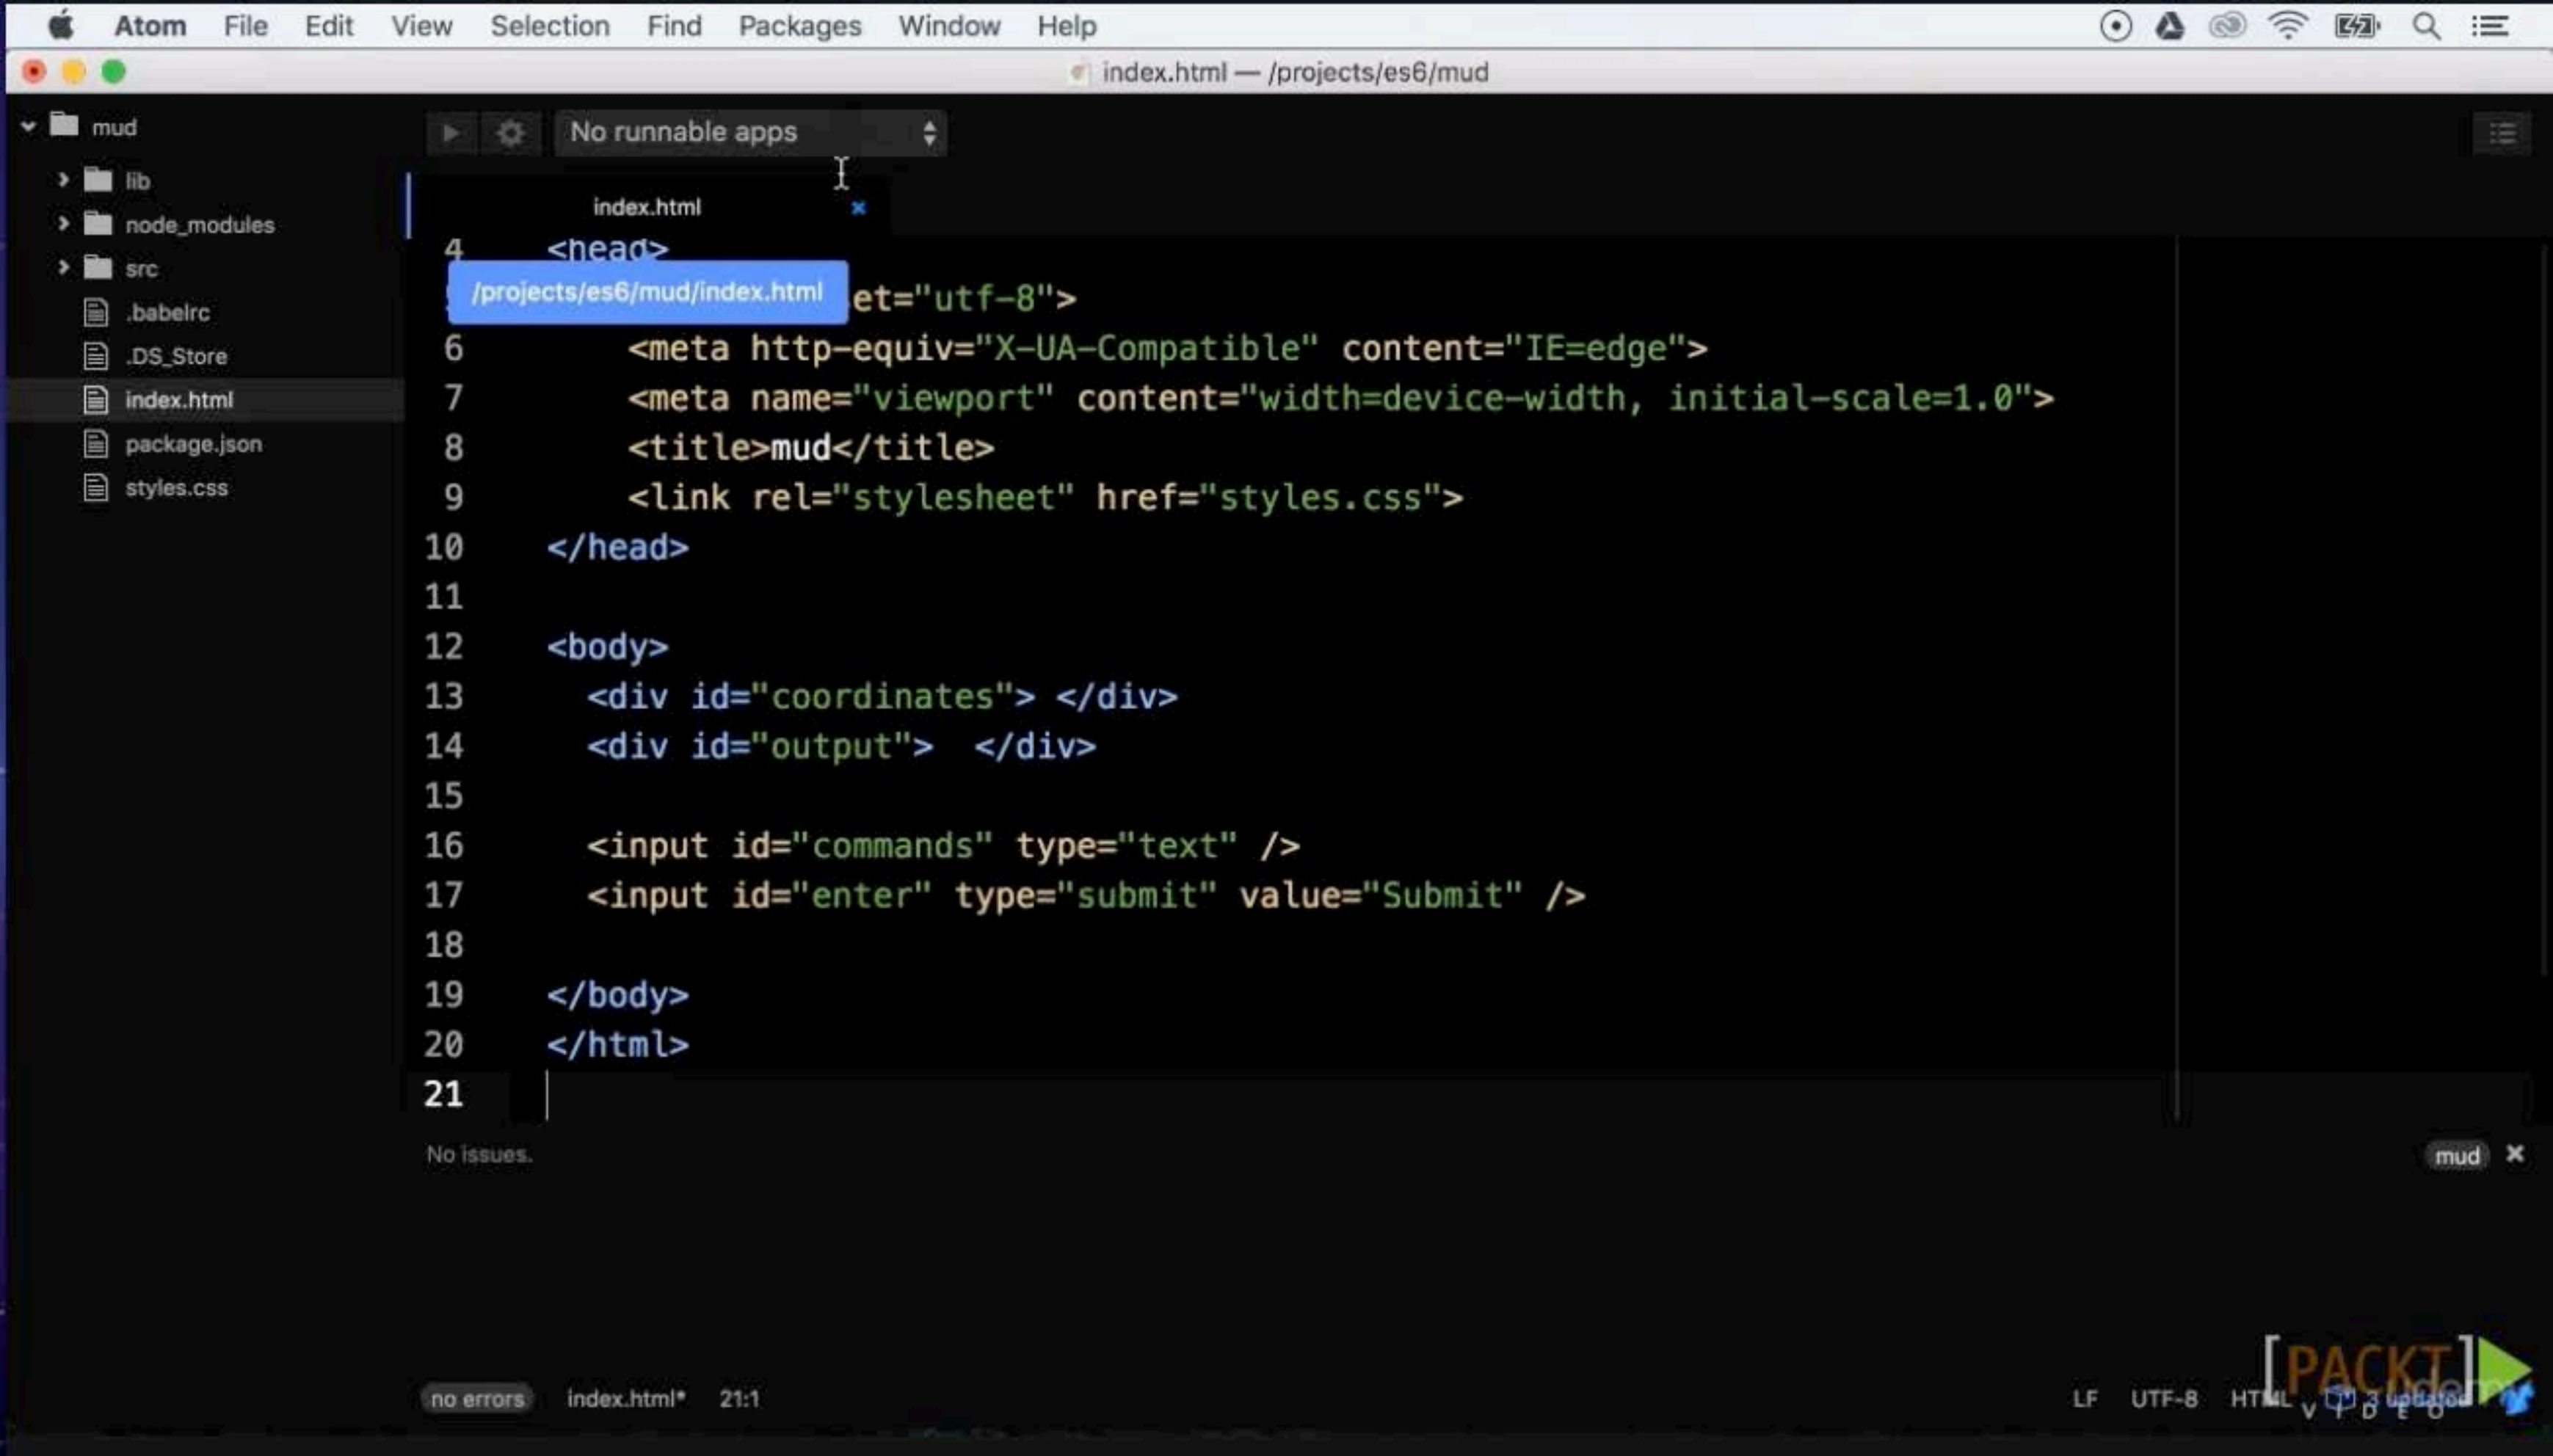 Atom File Edit View Selection Find Packages Window Help
index.html — /projects/es6/mud
mud
lib
node_modules
src
.babelrc
.DS_Store
index.html
package.json
styles.css
No runnable apps
index.html
4 <head>
/projects/es6/mud/index.html et="utf-8">
6 <meta http-equiv="X-UA-Compatible" content="IE=edge">
7 <meta name="viewport" content="width=device-width, initial-scale=1.0">
8 <title>mud</title>
9 <link rel="stylesheet" href="styles.css">
10 </head>
11
12 <body>
13 <div id="coordinates"> </div>
14 <div id="output">  </div>
15
16 <input id="commands" type="text" />
17 <input id="enter" type="submit" value="Submit" />
18
19 </body>
20 </html>
21
No issues.
mud
no errors index.html* 21:1
LF UTF-8 HTML 3 updates
[PACKT]
VIDEO